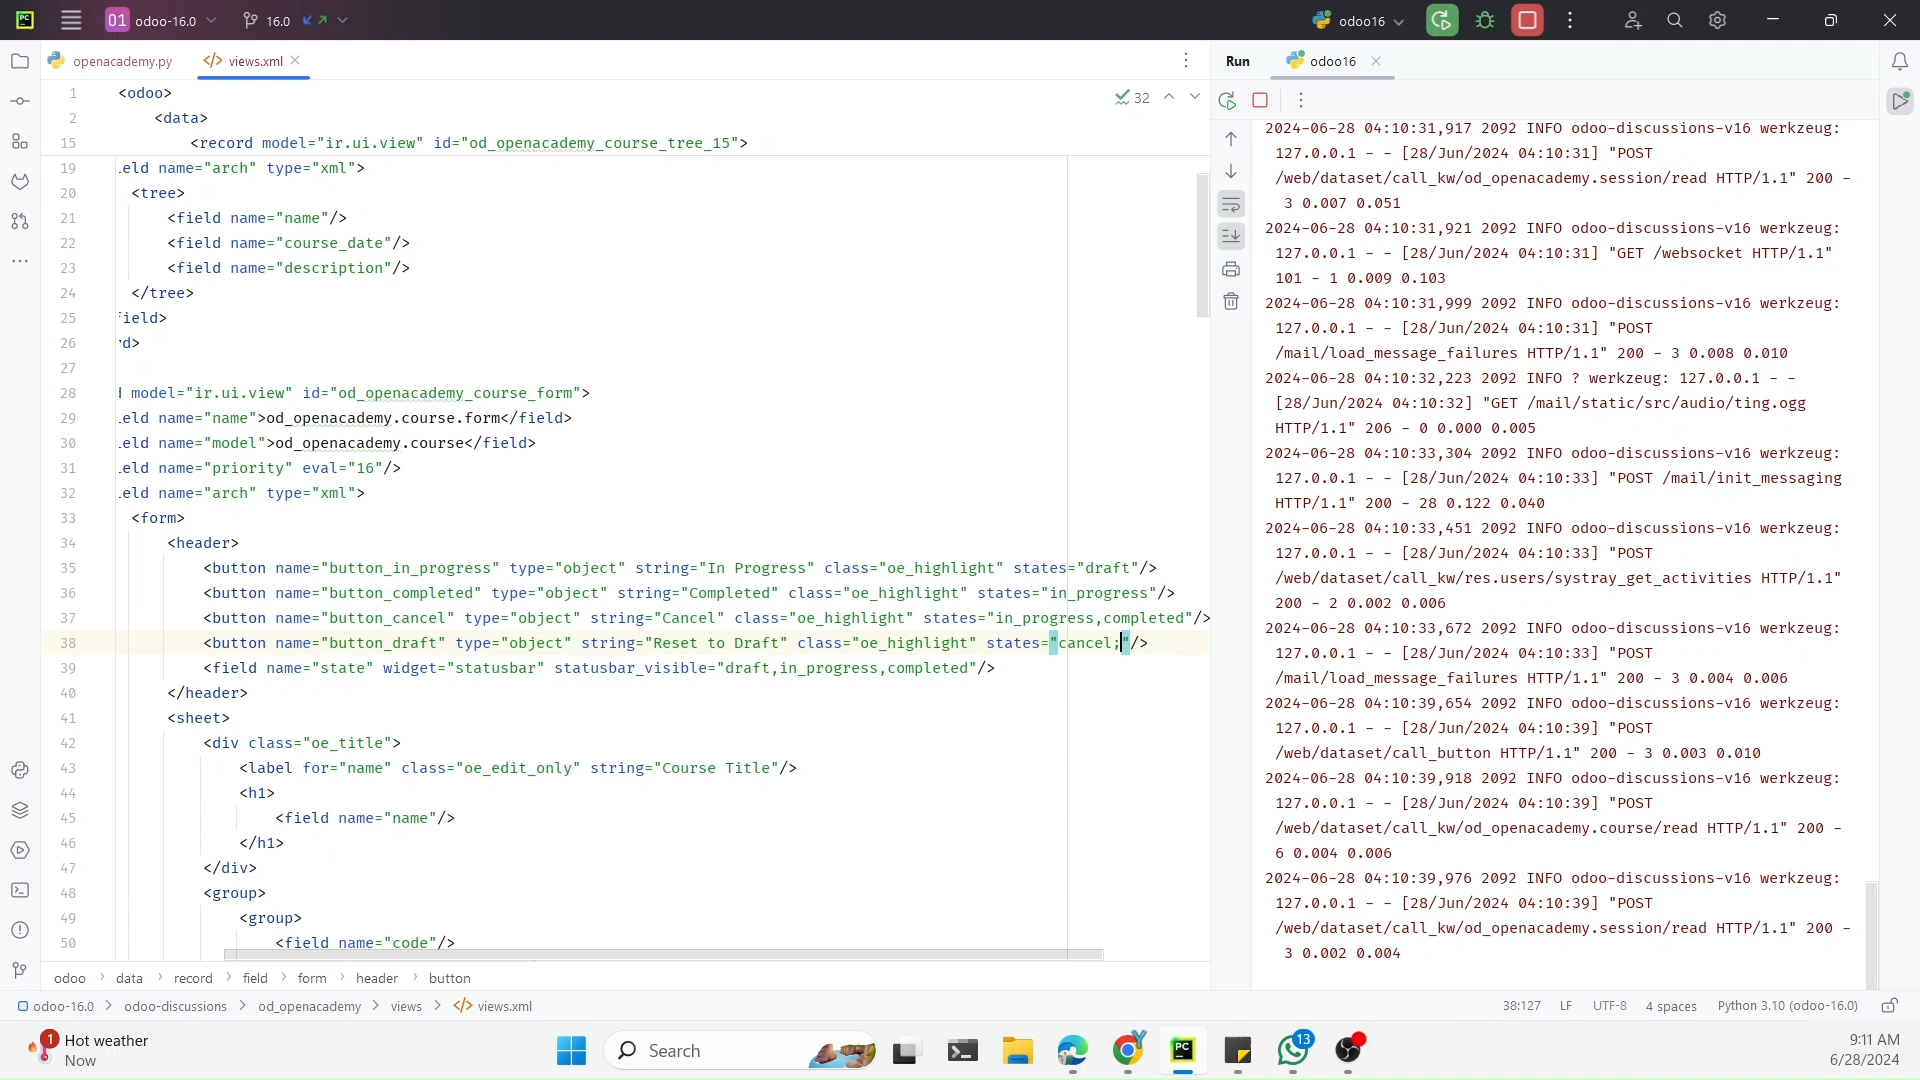 PC 01 odoo-16.0 16.0 odoo16
openacademy.py views.xml Run odoo16
32
1 <odoo>
2 <data>
15 <record model="ir.ui.view" id="od_openacademy_course_tree_15">
19 eld name="arch" type="xml">
20 <tree>
21 <field name="name"/>
22 <field name="course_date"/>
23 <field name="description"/>
24 </tree>
25 field>
26 rd>
27
28 d model="ir.ui.view" id="od_openacademy_course_form">
29 eld name="name">od_openacademy.course.form</field>
30 eld name="model">od_openacademy.course</field>
31 eld name="priority" eval="16"/>
32 eld name="arch" type="xml">
33 <form>
34 <header>
35 <button name="button_in_progress" type="object" string="In Progress" class="oe_highlight" states="draft"/>
36 <button name="button_completed" type="object" string="Completed" class="oe_highlight" states="in_progress"/>
37 <button name="button_cancel" type="object" string="Cancel" class="oe_highlight" states="in_progress,completed"/>
38 <button name="button_draft" type="object" string="Reset to Draft" class="oe_highlight" states="cancel;"/>
39 <field name="state" widget="statusbar" statusbar_visible="draft,in_progress,completed"/>
40 </header>
41 <sheet>
42 <div class="oe_title">
43 <label for="name" class="oe_edit_only" string="Course Title"/>
44 <h1>
45 <field name="name"/>
46 </h1>
47 </div>
48 <group>
49 <group>
50 <field name="code"/>
odoo data record field form header button
2024-06-28 04:10:31,917 2092 INFO odoo-discussions-v16 werkzeug:
127.0.0.1 - - [28/Jun/2024 04:10:31] "POST
/web/dataset/call_kw/od_openacademy.session/read HTTP/1.1" 200 -
3 0.007 0.051
2024-06-28 04:10:31,921 2092 INFO odoo-discussions-v16 werkzeug:
127.0.0.1 - - [28/Jun/2024 04:10:31] "GET /websocket HTTP/1.1"
101 - 1 0.009 0.103
2024-06-28 04:10:31,999 2092 INFO odoo-discussions-v16 werkzeug:
127.0.0.1 - - [28/Jun/2024 04:10:31] "POST
/mail/load_message_failures HTTP/1.1" 200 - 3 0.008 0.010
2024-06-28 04:10:32,223 2092 INFO ? werkzeug: 127.0.0.1 - -
[28/Jun/2024 04:10:32] "GET /mail/static/src/audio/ting.ogg
HTTP/1.1" 206 - 0 0.000 0.005
2024-06-28 04:10:33,304 2092 INFO odoo-discussions-v16 werkzeug:
127.0.0.1 - - [28/Jun/2024 04:10:33] "POST /mail/init_messaging
HTTP/1.1" 200 - 28 0.122 0.040
2024-06-28 04:10:33,451 2092 INFO odoo-discussions-v16 werkzeug:
127.0.0.1 - - [28/Jun/2024 04:10:33] "POST
/web/dataset/call_kw/res.users/systray_get_activities HTTP/1.1"
200 - 2 0.002 0.006
2024-06-28 04:10:33,672 2092 INFO odoo-discussions-v16 werkzeug:
127.0.0.1 - - [28/Jun/2024 04:10:33] "POST
/mail/load_message_failures HTTP/1.1" 200 - 3 0.004 0.006
2024-06-28 04:10:39,654 2092 INFO odoo-discussions-v16 werkzeug:
127.0.0.1 - - [28/Jun/2024 04:10:39] "POST
/web/dataset/call_button HTTP/1.1" 200 - 3 0.003 0.010
2024-06-28 04:10:39,918 2092 INFO odoo-discussions-v16 werkzeug:
127.0.0.1 - - [28/Jun/2024 04:10:39] "POST
/web/dataset/call_kw/od_openacademy.course/read HTTP/1.1" 200 -
6 0.004 0.006
2024-06-28 04:10:39,976 2092 INFO odoo-discussions-v16 werkzeug:
127.0.0.1 - - [28/Jun/2024 04:10:39] "POST
/web/dataset/call_kw/od_openacademy.session/read HTTP/1.1" 200 -
3 0.002 0.004
odoo-16.0 odoo-discussions od_openacademy views views.xml 38:127 LF UTF-8 4 spaces Python 3.10 (odoo-16.0)
1 Hot weather
Now
Search
PC
13
9:11 AM
6/28/2024